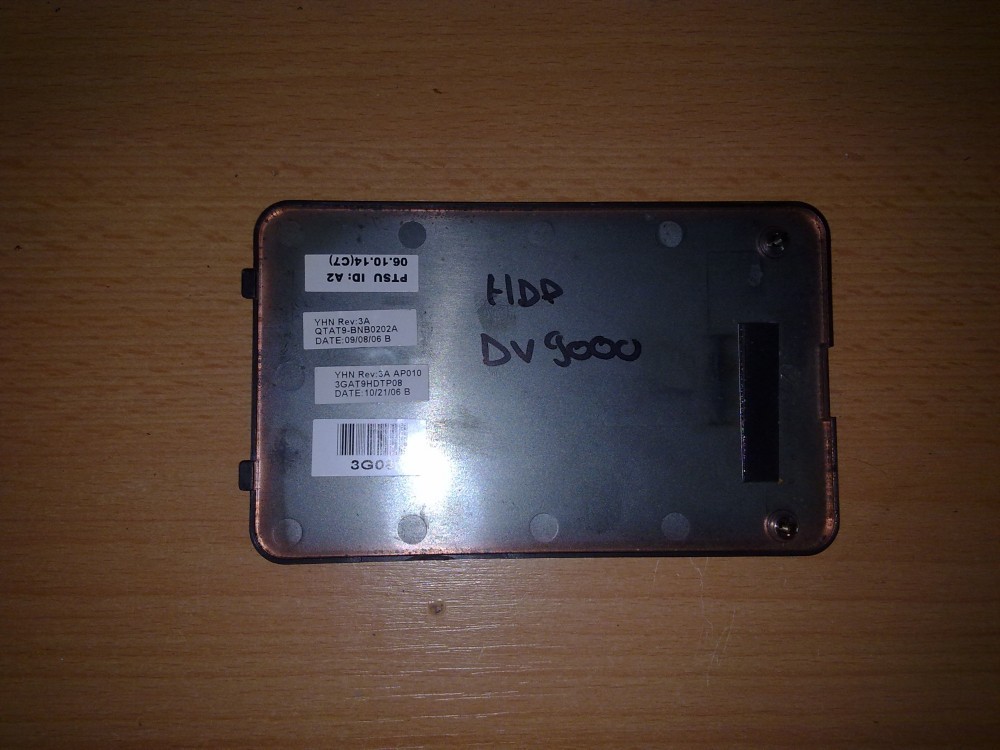 PTSU ID: A2
06.10.14(C7)
YHN Rev:3A
QTAT9-BNB0202A
DATE:09/08/06 B
YHN Rev:3A AP010
3GAT9HDTP08
DATE:10/21/06 B
HDD
DV9000